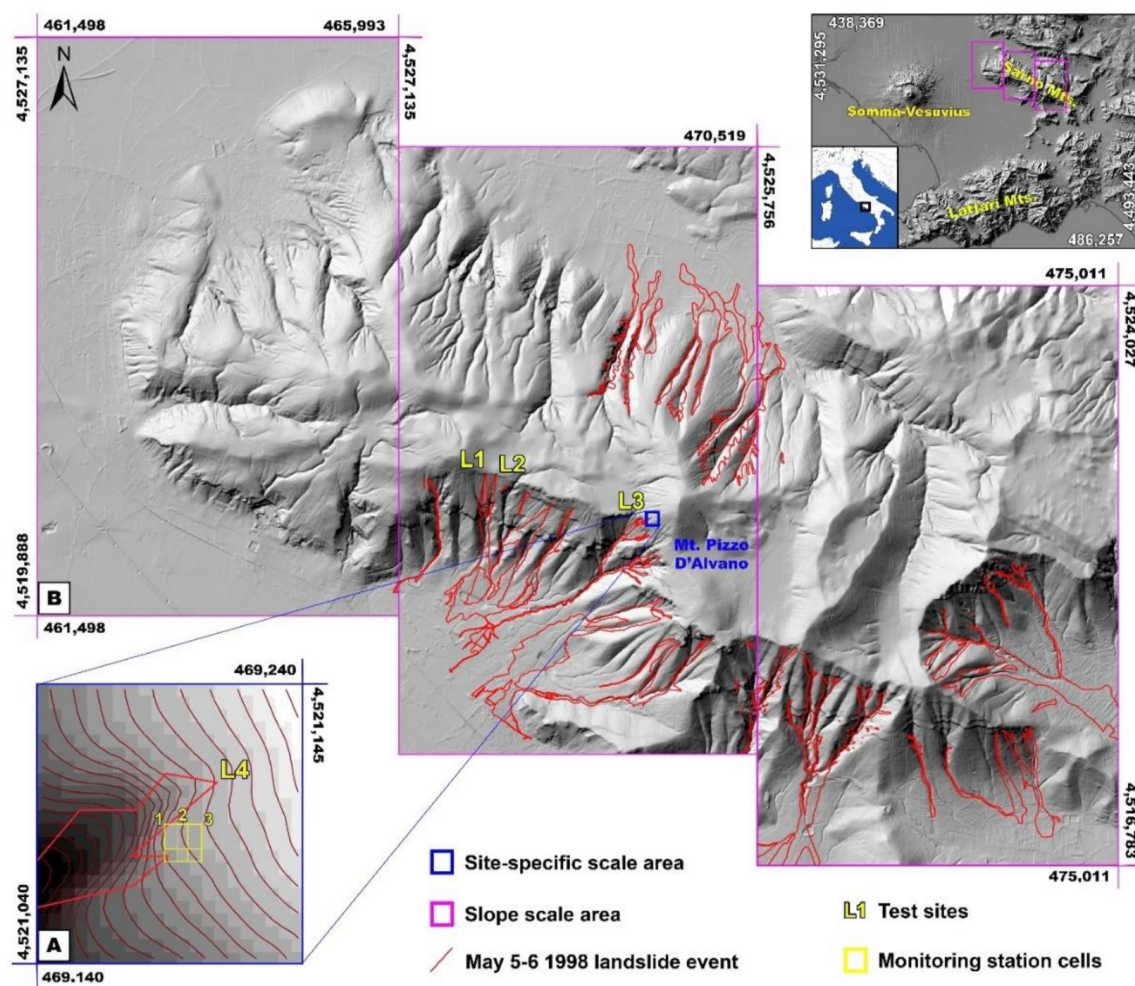 461,498
465,993
4,527,135
N
4,527,135
470,519
4,525,756
438,369
4,531,295
Sarno Mts.
Somma-Vesuvius
Lattari Mts.
4,493,443
486,257
475,011
4,524,027
L1
L2
L3
Mt. Pizzo
D'Alvano
4,519,888
B
461,498
4,516,783
475,011
469,240
4,521,145
L4
1
2
3
4,521,040
A
469.140
Site-specific scale area
Slope scale area
L1 Test sites
May 5-6 1998 landslide event
Monitoring station cells